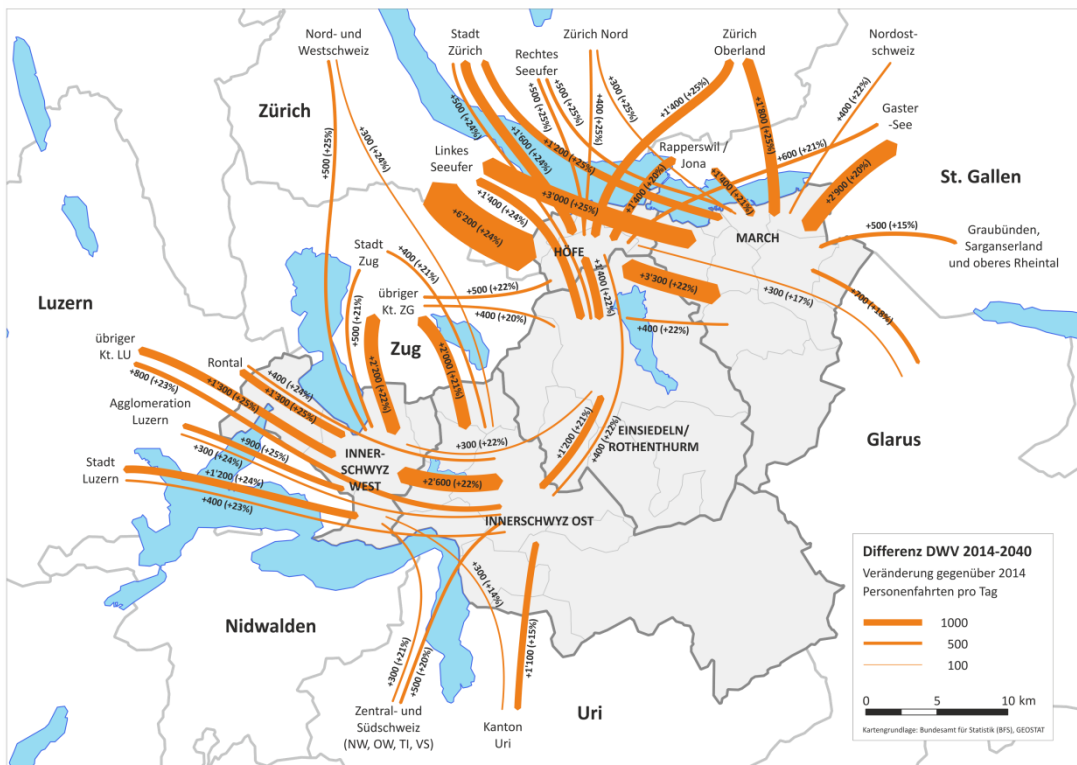 Nord- und
Westschweiz
Stadt
Zürich
Zürich Nord
Rechtes
Seeufer
Zürich
Oberland
Nordost-
schweiz
Gaster
-See
Zürich
Linkes
Seeufer
Rapperswil /
Jona
St. Gallen
+500 (+25%)
+300 (+24%)
+500 (+24%)
+1'600 (+24%)
+1'200 (+25%)
+500 (+25%)
+500 (+25%)
+400 (+25%)
+300 (+25%)
+1'400 (+25%)
+1'800 (+25%)
+400 (+22%)
+600 (+21%)
+1'400 (+20%)
+1'400 (+21%)
+2'900 (+20%)
+1'400 (+24%)
+3'000 (+25%)
+6'200 (+24%)
HÖFE
MARCH
+500 (+15%)
Graubünden,
Sarganserland
und oberes Rheintal
Stadt
Zug
+400 (+21%)
+500 (+22%)
+1'400 (+22%)
+3'300 (+22%)
+300 (+17%)
+700 (+18%)
Luzern
übriger
Kt. ZG
+400 (+20%)
+400 (+22%)
+500 (+21%)
Zug
+2'200 (+22%)
+2'000 (+21%)
übriger
Kt. LU
Rontal
+400 (+24%)
+1'300 (+25%)
+1'300 (+25%)
+800 (+23%)
Agglomeration
Luzern
+900 (+25%)
+300 (+24%)
+300 (+22%)
+1'200 (+21%)
+400 (+22%)
EINSIEDELN/
ROTHENTHURM
Glarus
INNER-
SCHWYZ
WEST
Stadt
Luzern
+1'200 (+24%)
+400 (+23%)
+2'600 (+22%)
INNERSCHWYZ OST
+300 (+14%)
+1'100 (+15%)
+300 (+21%)
+500 (+20%)
Nidwalden
Zentral- und
Südschweiz
(NW, OW, TI, VS)
Kanton
Uri
Uri
Differenz DWV 2014-2040
Veränderung gegenüber 2014
Personenfahrten pro Tag
1000
500
100
0 5 10 km
Kartengrundlage: Bundesamt für Statistik (BFS), GEOSTAT